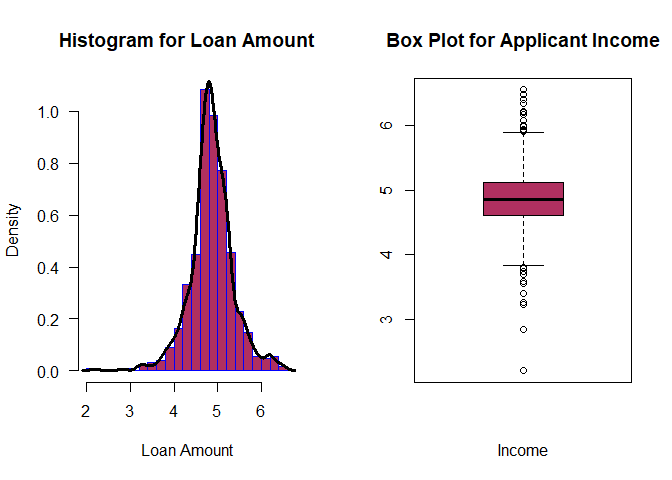 Histogram for Loan Amount
Density
1.0
0.8
0.6
0.4
0.2
0.0
2 3 4 5 6
Loan Amount
Box Plot for Applicant Income
6
5
4
3
Income